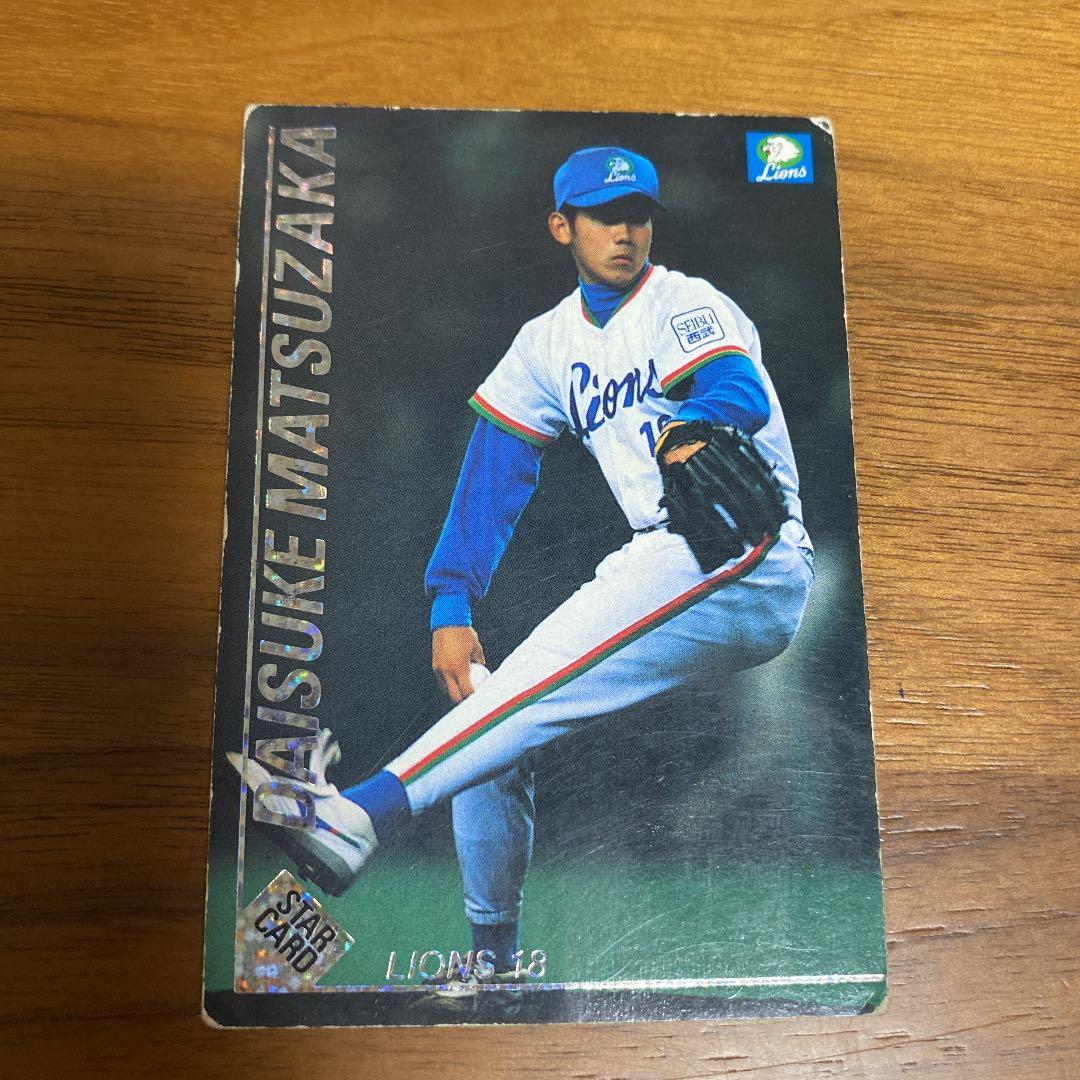 DAISUKE MATSUZAKA
Lions
Lions
SEIBU
西武
Lions
18
STAR
CARD
LIONS 18